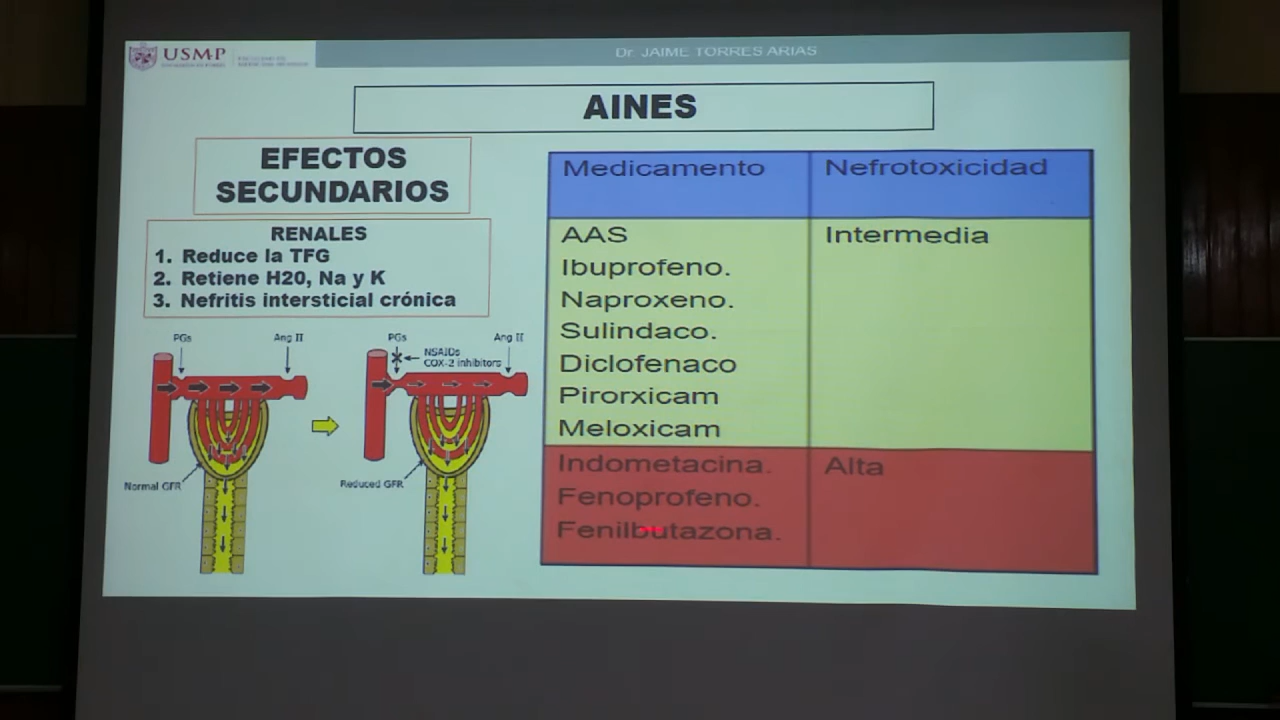 USMP
Dr. JAIME TORRES ARIAS
AINES
EFECTOS
SECUNDARIOS
RENALES
1. Reduce la TFG
2. Retiene H20, Na y K
3. Nefritis intersticial crónica
PGs
Ang II
Normal GFR
PGs
Ang II
NSAIDs
COX-2 inhibitors
Reduced GFR
Medicamento
Nefrotoxicidad
AAS
Intermedia
Ibuprofeno.
Naproxeno.
Sulindaco.
Diclofenaco
Pirorxicam
Meloxicam
Indometacina.
Alta
Fenoprofeno.
Fenilbutazona.